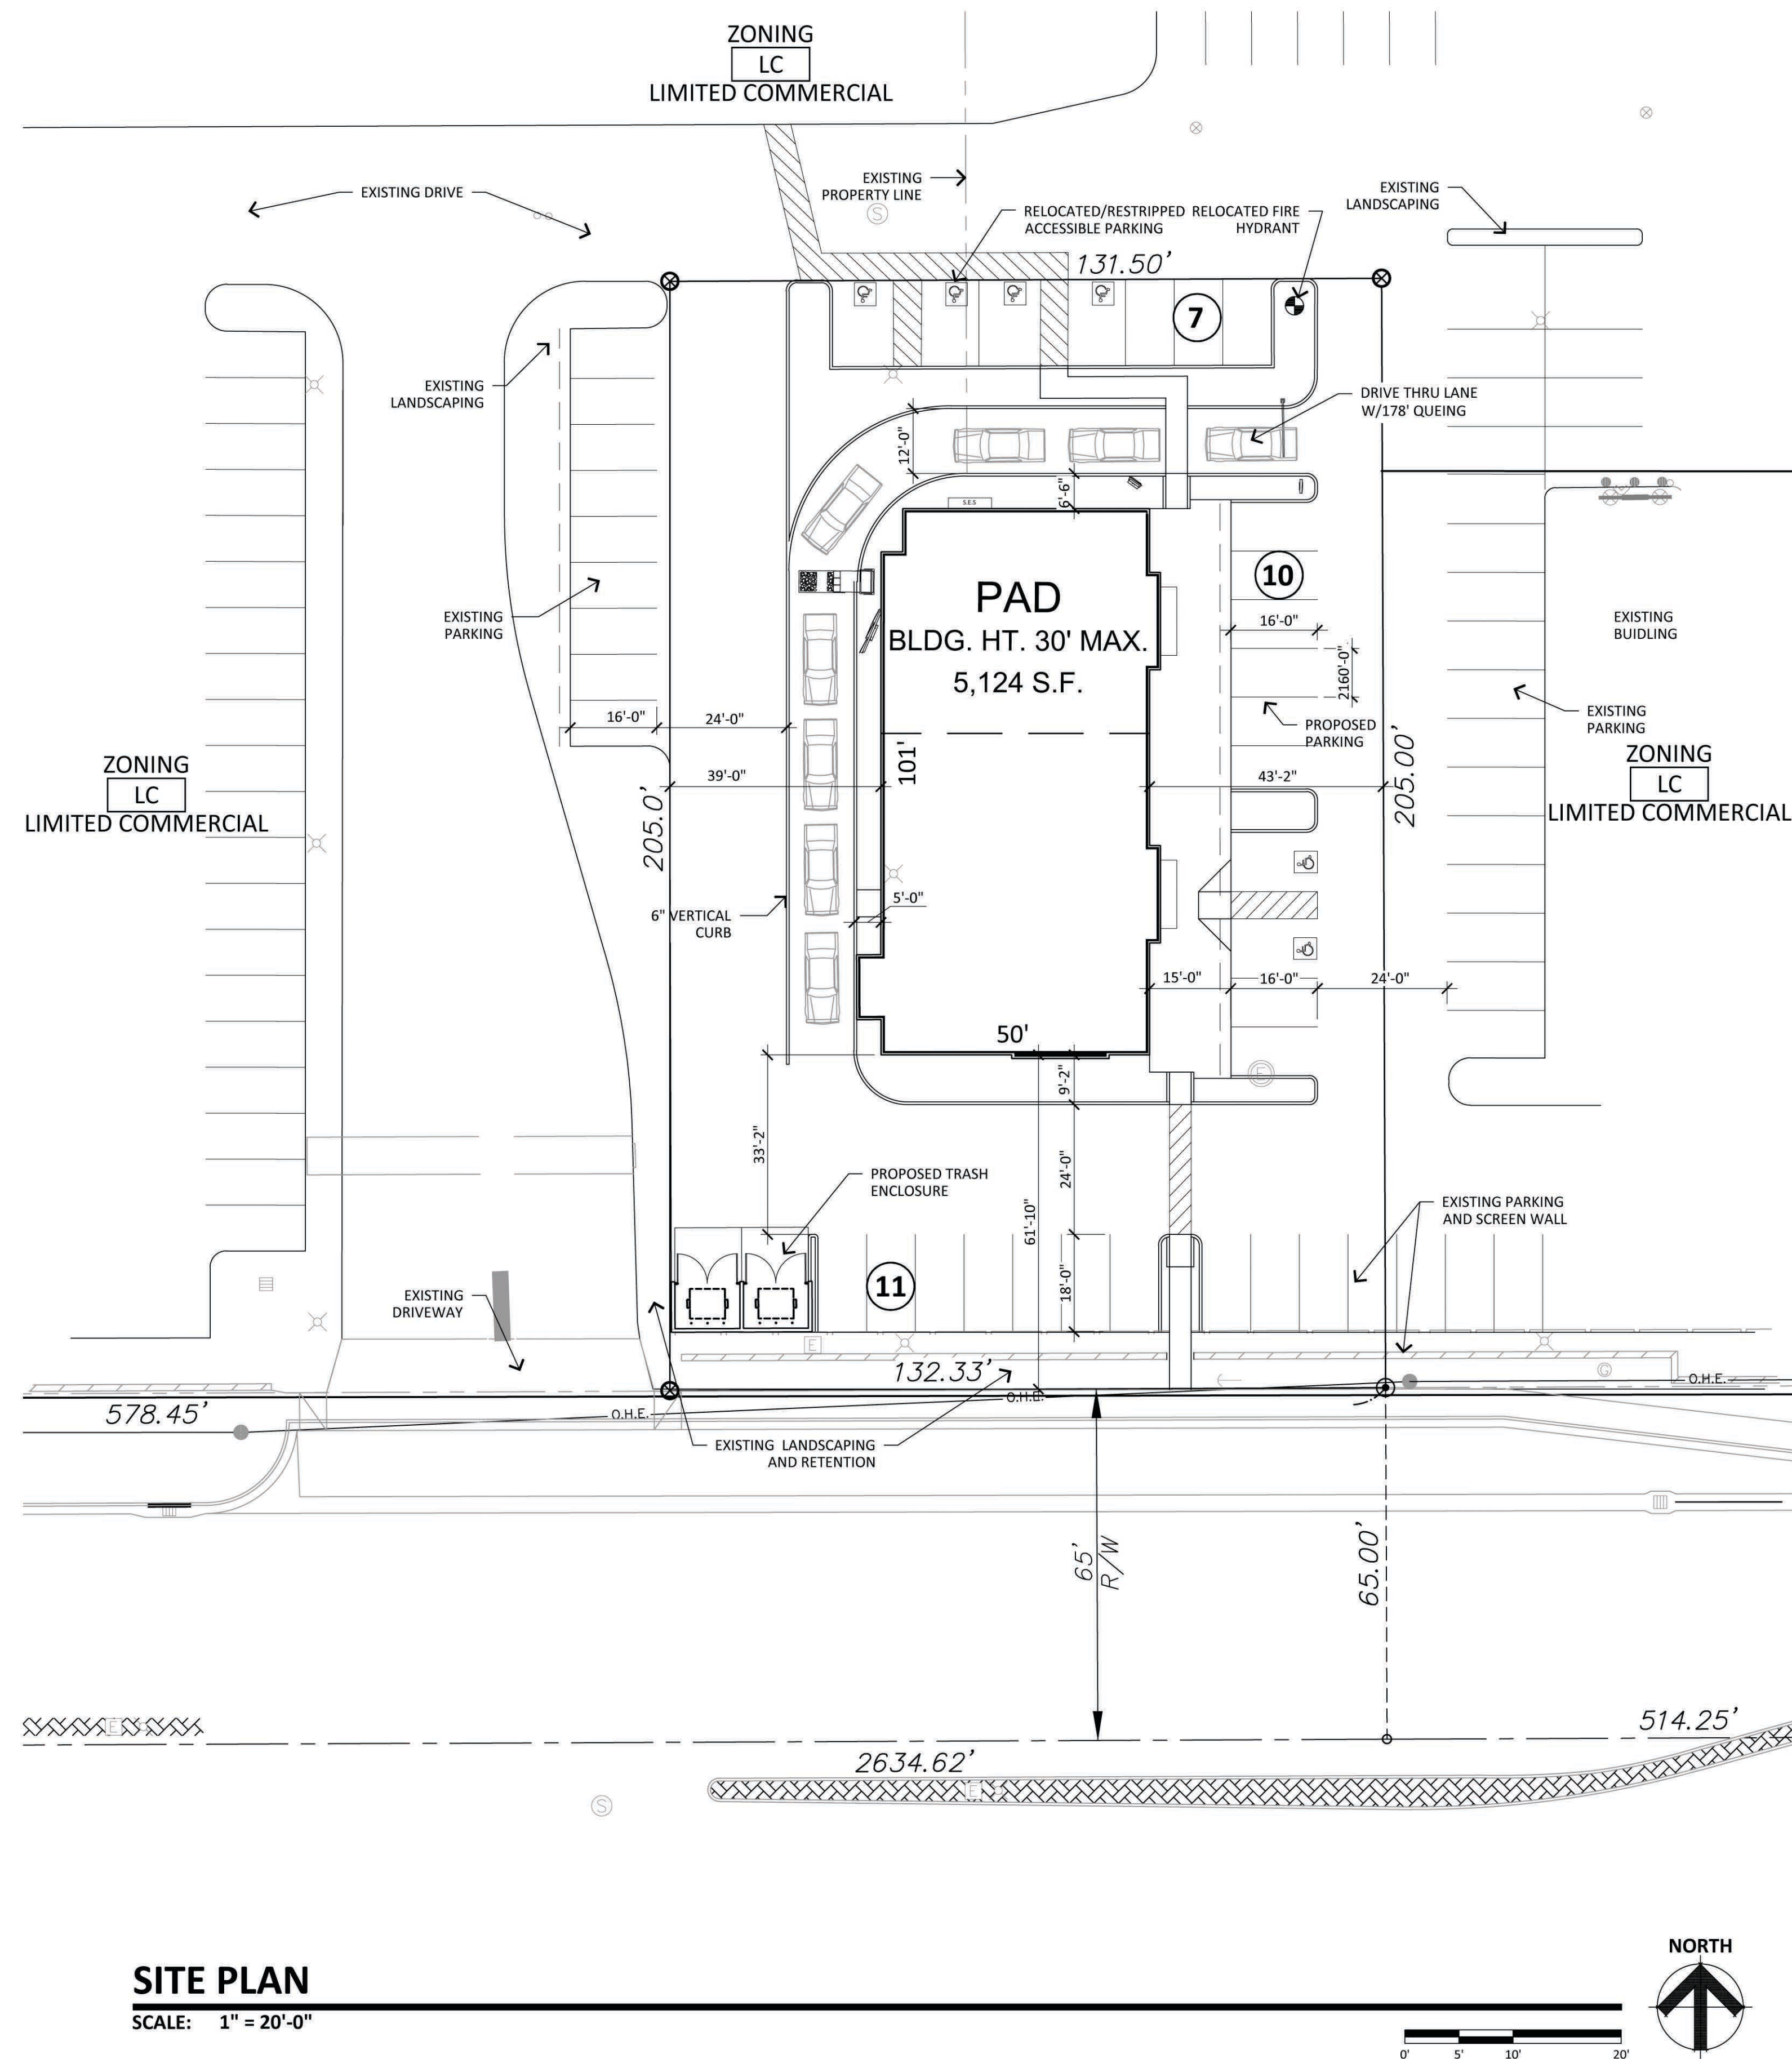 ZONING
LC
LIMITED COMMERCIAL
EXISTING DRIVE
EXISTING
PROPERTY LINE
S
RELOCATED/RESTRIPPED
ACCESSIBLE PARKING
RELOCATED FIRE
HYDRANT
EXISTING
LANDSCAPING
131.50'
7
EXISTING
LANDSCAPING
DRIVE THRU LANE
W/178' QUEING
12'-0"
6'-6"
S.E.S
PAD
BLDG. HT. 30' MAX.
5,124 S.F.
10
16'-0"
2160'-0"
EXISTING
PARKING
EXISTING
BUIDLING
EXISTING
PARKING
PROPOSED
PARKING
16'-0"
24'-0"
39'-0"
101'
43'-2"
205.0'
205.00'
ZONING
LC
LIMITED COMMERCIAL
ZONING
LC
LIMITED COMMERCIAL
6" VERTICAL
CURB
5'-0"
15'-0"
16'-0"
24'-0"
50'
E
9'-2"
33'-2"
24'-0"
61'-10"
18'-0"
PROPOSED TRASH
ENCLOSURE
EXISTING PARKING
AND SCREEN WALL
11
EXISTING
DRIVEWAY
E
G
132.33'
O.H.E.
O.H.E.
O.H.E.
578.45'
EXISTING LANDSCAPING
AND RETENTION
65'
R/W
65.00'
E
514.25'
2634.62'
E
S
NORTH
SITE PLAN
SCALE: 1" = 20'-0"
0' 5' 10' 20'